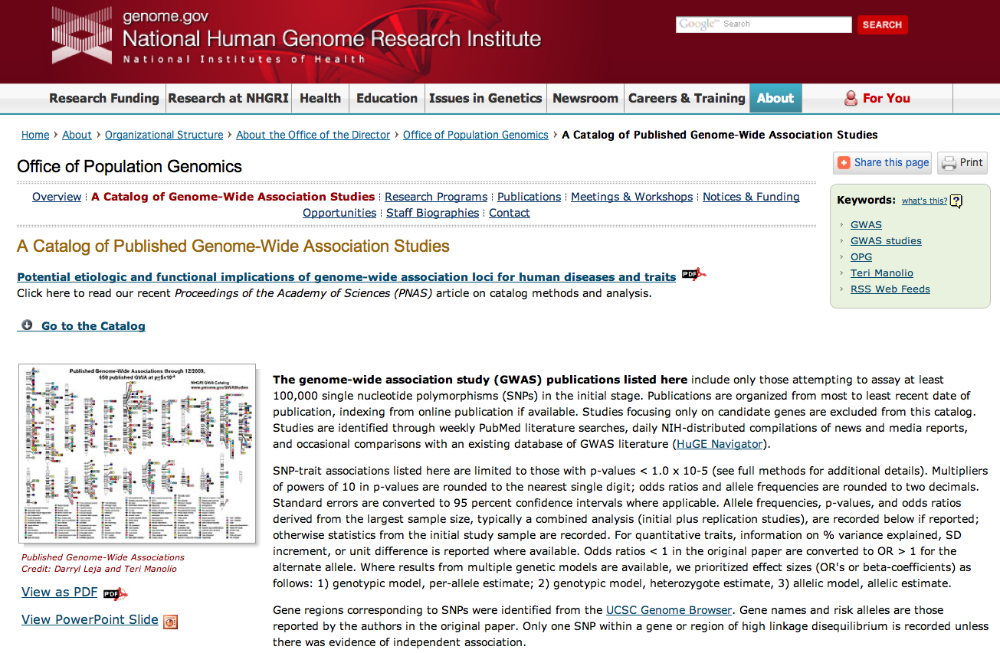 genome.gov
National Human Genome Research Institute
National Institutes of Health
Google™ Search
SEARCH
Research Funding Research at NHGRI Health Education Issues in Genetics Newsroom Careers & Training About For You
Home › About › Organizational Structure › About the Office of the Director › Office of Population Genomics › A Catalog of Published Genome-Wide Association Studies
Office of Population Genomics
Share this page Print
Overview ┊ A Catalog of Genome-Wide Association Studies ┊ Research Programs ┊ Publications ┊ Meetings & Workshops ┊ Notices & Funding
Opportunities ┊ Staff Biographies ┊ Contact
Keywords: what's this? ?
› GWAS
› GWAS studies
› OPG
› Teri Manolio
› RSS Web Feeds
A Catalog of Published Genome-Wide Association Studies
Potential etiologic and functional implications of genome-wide association loci for human diseases and traits PDF
Click here to read our recent Proceedings of the Academy of Sciences (PNAS) article on catalog methods and analysis.
Go to the Catalog
Published Genome-Wide Associations through 12/2009,
658 published GWA at p≤5x10-8
NHGRI GWA Catalog
www.genome.gov/GWAStudies
Published Genome-Wide Associations
Credit: Darryl Leja and Teri Manolio
View as PDF PDF
View PowerPoint Slide
The genome-wide association study (GWAS) publications listed here include only those attempting to assay at least
100,000 single nucleotide polymorphisms (SNPs) in the initial stage. Publications are organized from most to least recent date of
publication, indexing from online publication if available. Studies focusing only on candidate genes are excluded from this catalog.
Studies are identified through weekly PubMed literature searches, daily NIH-distributed compilations of news and media reports,
and occasional comparisons with an existing database of GWAS literature (HuGE Navigator).
SNP-trait associations listed here are limited to those with p-values < 1.0 x 10-5 (see full methods for additional details). Multipliers
of powers of 10 in p-values are rounded to the nearest single digit; odds ratios and allele frequencies are rounded to two decimals.
Standard errors are converted to 95 percent confidence intervals where applicable. Allele frequencies, p-values, and odds ratios
derived from the largest sample size, typically a combined analysis (initial plus replication studies), are recorded below if reported;
otherwise statistics from the initial study sample are recorded. For quantitative traits, information on % variance explained, SD
increment, or unit difference is reported where available. Odds ratios < 1 in the original paper are converted to OR > 1 for the
alternate allele. Where results from multiple genetic models are available, we prioritized effect sizes (OR's or beta-coefficients) as
follows: 1) genotypic model, per-allele estimate; 2) genotypic model, heterozygote estimate, 3) allelic model, allelic estimate.
Gene regions corresponding to SNPs were identified from the UCSC Genome Browser. Gene names and risk alleles are those
reported by the authors in the original paper. Only one SNP within a gene or region of high linkage disequilibrium is recorded unless
there was evidence of independent association.